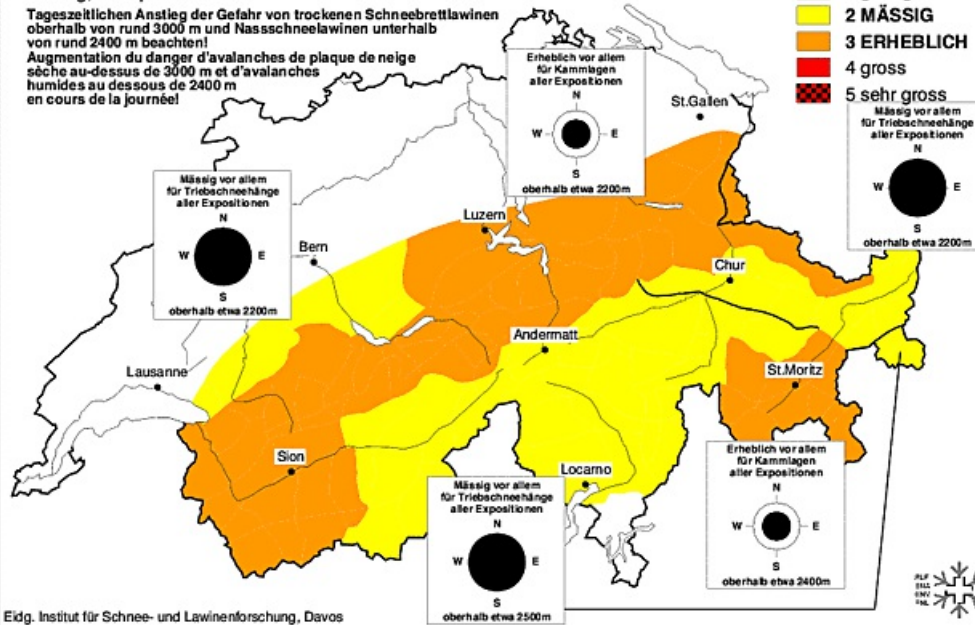 Tageszeitlichen Anstieg der Gefahr von trockenen Schneebrettlawinen
oberhalb von rund 3000 m und Nassschneelawinen unterhalb
von rund 2400 m beachten!
Augmentation du danger d'avalanches de plaque de neige
sèche au-dessus de 3000 m et d'avalanches
humides au dessous de 2400 m
en cours de la journée!
2 MÄSSIG
3 ERHEBLICH
4 gross
5 sehr gross
Erheblich vor allem
für Kammlagen
aller Expositionen
N
W E
S
oberhalb etwa 2200m
St.Gallen
Mässig vor allem
für Triebschneehänge
aller Expositionen
N
W E
S
oberhalb etwa 2200m
Mässig vor allem
für Triebschneehänge
aller Expositionen
N
W E
S
oberhalb etwa 2200m
Luzern
Bern
Chur
Andermatt
Lausanne
St.Moritz
Sion
Locarno
Erheblich vor allem
für Kammlagen
aller Expositionen
N
W E
S
oberhalb etwa 2400m
Mässig vor allem
für Triebschneehänge
aller Expositionen
N
W E
S
oberhalb etwa 2500m
Eidg. Institut für Schnee- und Lawinenforschung, Davos